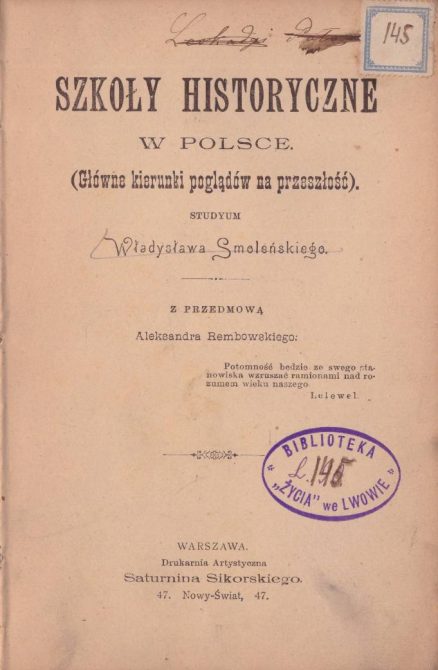 145
SZKOŁY HISTORYCZNE
W POLSCE.
(Główne kierunki poglądów na przeszłość).
STUDYUM
Władysława Smoleńskiego.
Z PRZEDMOWĄ
Aleksandra Rembowskiego:
Potomność będzie ze swego sta-
nowiska wzruszać ramionami nad ro-
zumem wieku naszego
Lelewel.
BIBLIOTEKA
L. 145
„ŻYCIA" we LWOWIE
WARSZAWA.
Drukarnia Artystyczna
Saturnina Sikorskiego.
47. Nowy-Świat, 47.